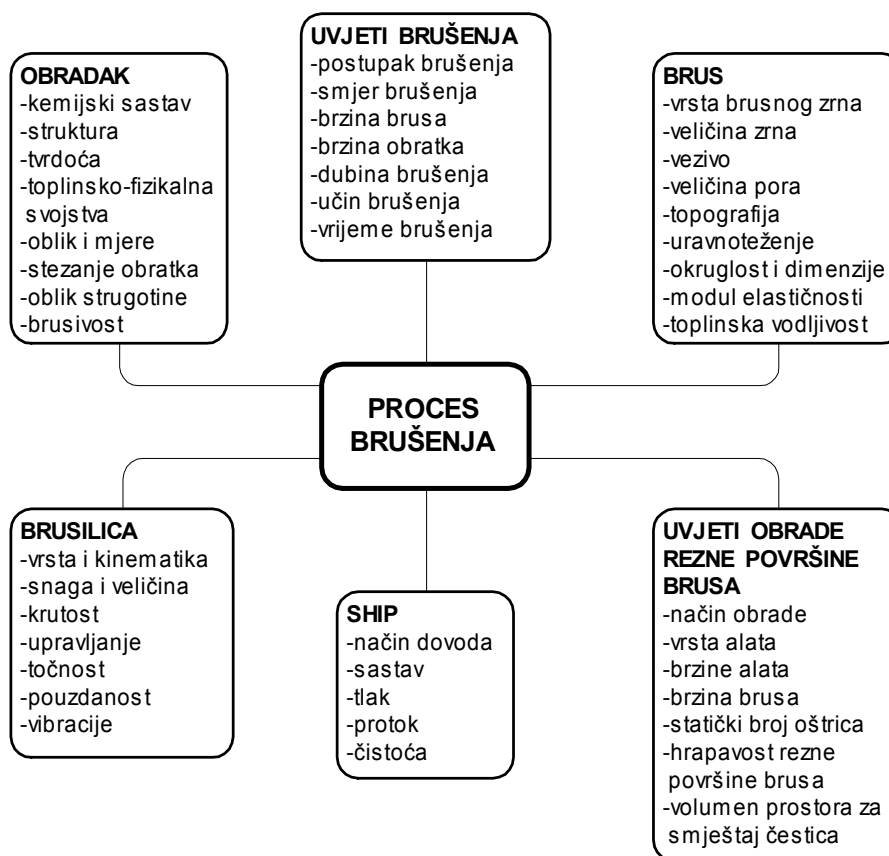 OBRADAK
-kemijski sastav
-struktura
-tvrdoća
-toplinsko-fizikalna
svojstva
-oblik i mjere
-stezanje obratka
-oblik strugotine
-brusivost
UVJETI BRUŠENJA
-postupak brušenja
-smjer brušenja
-brzina brusa
-brzina obratka
-dubina brušenja
-učin brušenja
-vrijeme brušenja
BRUS
-vrsta brusnog zrna
-veličina zrna
-vezivo
-veličina pora
-topografija
-uravnoteženje
-okruglost i dimenzije
-modul elastičnosti
-toplinska vodljivost
PROCES
BRUŠENJA
BRUSILICA
-vrsta i kinematika
-snaga i veličina
-krutost
-upravljanje
-točnost
-pouzdanost
-vibracije
SHIP
-način dovoda
-sastav
-tlak
-protok
-čistoća
UVJETI OBRADE
REZNE POVRŠINE
BRUSA
-način obrade
-vrsta alata
-brzine alata
-brzina brusa
-statički broj oštrica
-hrapavost rezne
površine brusa
-volumen prostora za
smještaj čestica